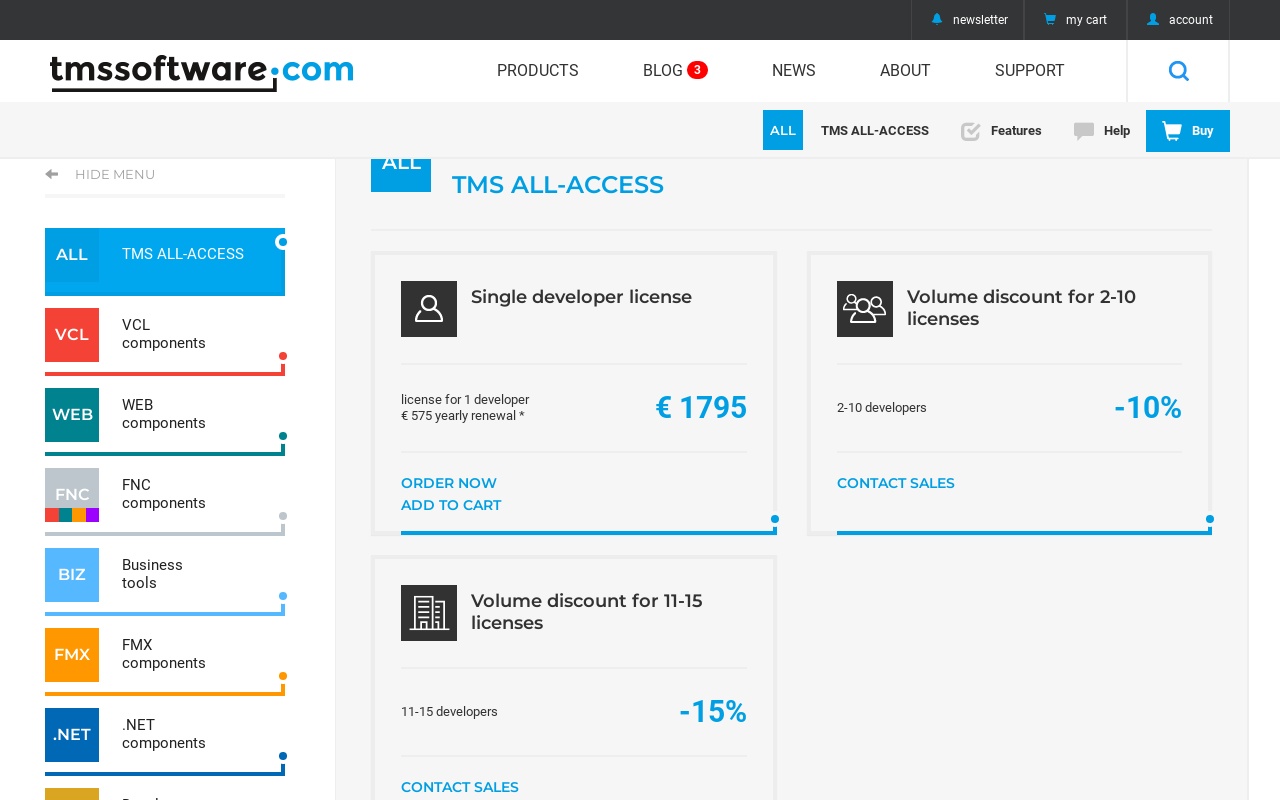 newsletter
my cart
account
tmssoftware.com
PRODUCTS
BLOG 3
NEWS
ABOUT
SUPPORT
ALL
TMS ALL-ACCESS
Features
Help
Buy
HIDE MENU
ALL
TMS ALL-ACCESS
VCL
VCL
components
WEB
WEB
components
FNC
FNC
components
BIZ
Business
tools
FMX
FMX
components
.NET
.NET
components
ALL
TMS ALL-ACCESS
Single developer license
license for 1 developer
€ 575 yearly renewal *
€ 1795
ORDER NOW
ADD TO CART
Volume discount for 2-10
licenses
2-10 developers
-10%
CONTACT SALES
Volume discount for 11-15
licenses
11-15 developers
-15%
CONTACT SALES